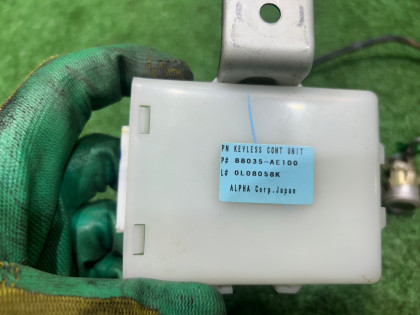 PN KEYLESS CONT UNIT
P# 88035-AE100
L# 0L0805BK
ALPHA Corp.Japan